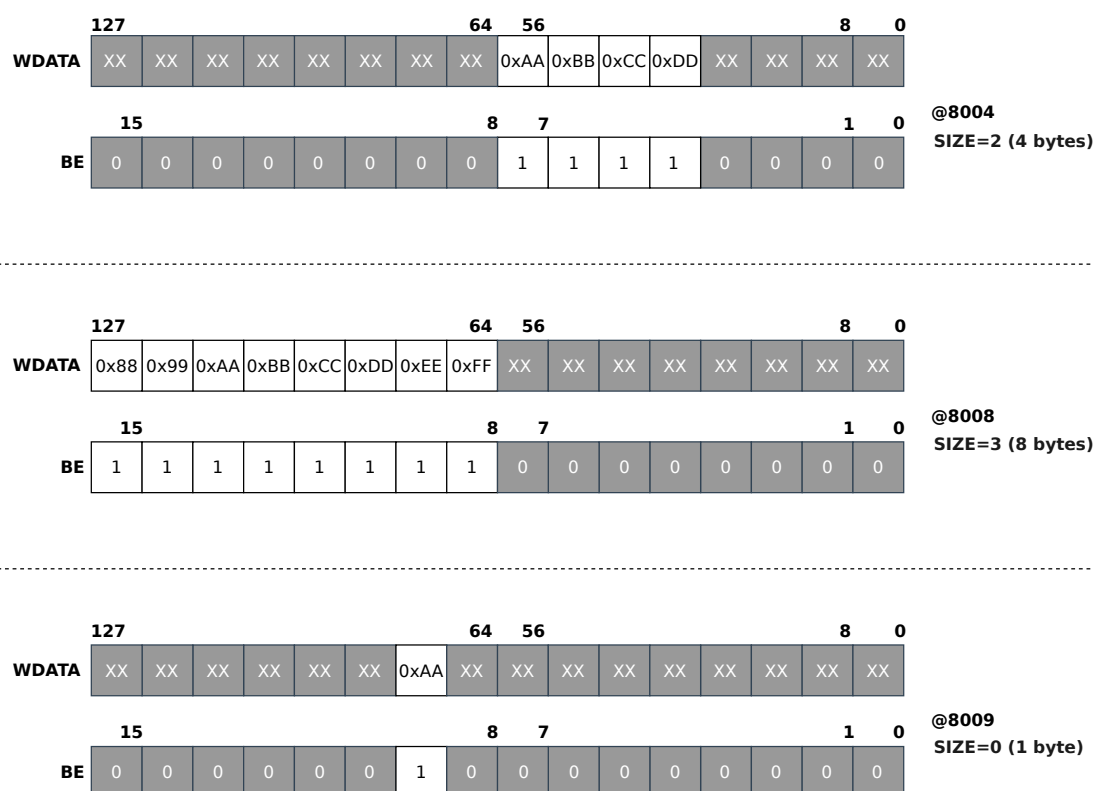 127 64 56 8 0
WDATA XX XX XX XX XX XX XX XX 0xAA 0xBB 0xCC 0xDD XX XX XX XX
15 8 7 1 0
@8004
BE 0 0 0 0 0 0 0 0 1 1 1 1 0 0 0 0
SIZE=2 (4 bytes)
127 64 56 8 0
WDATA 0x88 0x99 0xAA 0xBB 0xCC 0xDD 0xEE 0xFF XX XX XX XX XX XX XX XX
15 8 7 1 0
@8008
BE 1 1 1 1 1 1 1 1 0 0 0 0 0 0 0 0
SIZE=3 (8 bytes)
127 64 56 8 0
WDATA XX XX XX XX XX XX 0xAA XX XX XX XX XX XX XX XX XX
15 8 7 1 0
@8009
BE 0 0 0 0 0 0 1 0 0 0 0 0 0 0 0 0
SIZE=0 (1 byte)